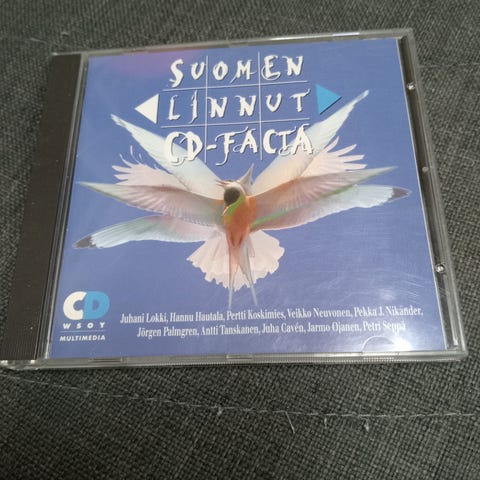 SUOMEN
LINNUT
CD-FACTA
CD
WSOY
MULTIMEDIA
Juhani Lokki, Hannu Hautala, Pertti Koskimies, Veikko Neuvonen, Pekka J. Nikander,
Jörgen Palmgren, Antti Tanskanen, Juha Cavén, Jarmo Ojanen, Petri Seppä